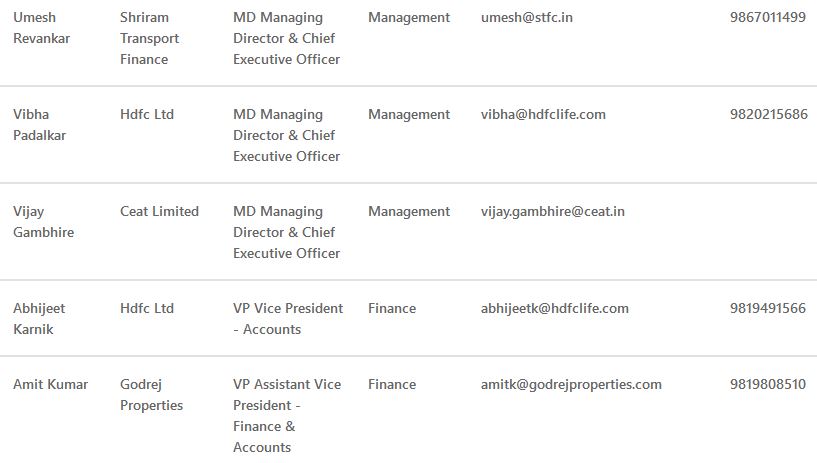 Umesh Revankar Shriram Transport Finance MD Managing Director & Chief Executive Officer Management umesh@stfc.in 9867011499
Vibha Padalkar Hdfc Ltd MD Managing Director & Chief Executive Officer Management vibha@hdfclife.com 9820215686
Vijay Gambhire Ceat Limited MD Managing Director & Chief Executive Officer Management vijay.gambhire@ceat.in
Abhijeet Karnik Hdfc Ltd VP Vice President - Accounts Finance abhijeetk@hdfclife.com 9819491566
Amit Kumar Godrej Properties VP Assistant Vice President - Finance & Accounts Finance amitk@godrejproperties.com 9819808510